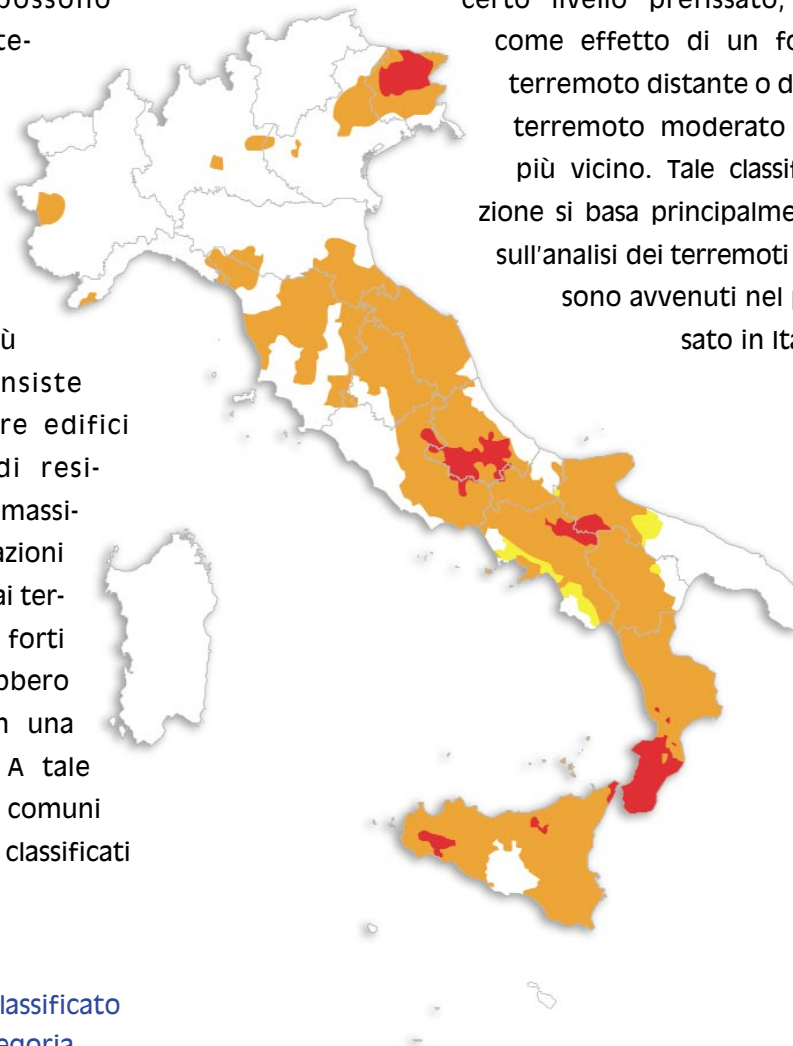 possono
te-
ù
nsiste
re edifici
di resi-
massi-
azioni
ai ter-
forti
bbero
una
A tale
comuni
classificati
lassificato
egoria
certo livello prefissato,
come effetto di un fo
terremoto distante o d
terremoto moderato
più vicino. Tale classif
zione si basa principalme
sull'analisi dei terremoti
sono avvenuti nel p
sato in Ita